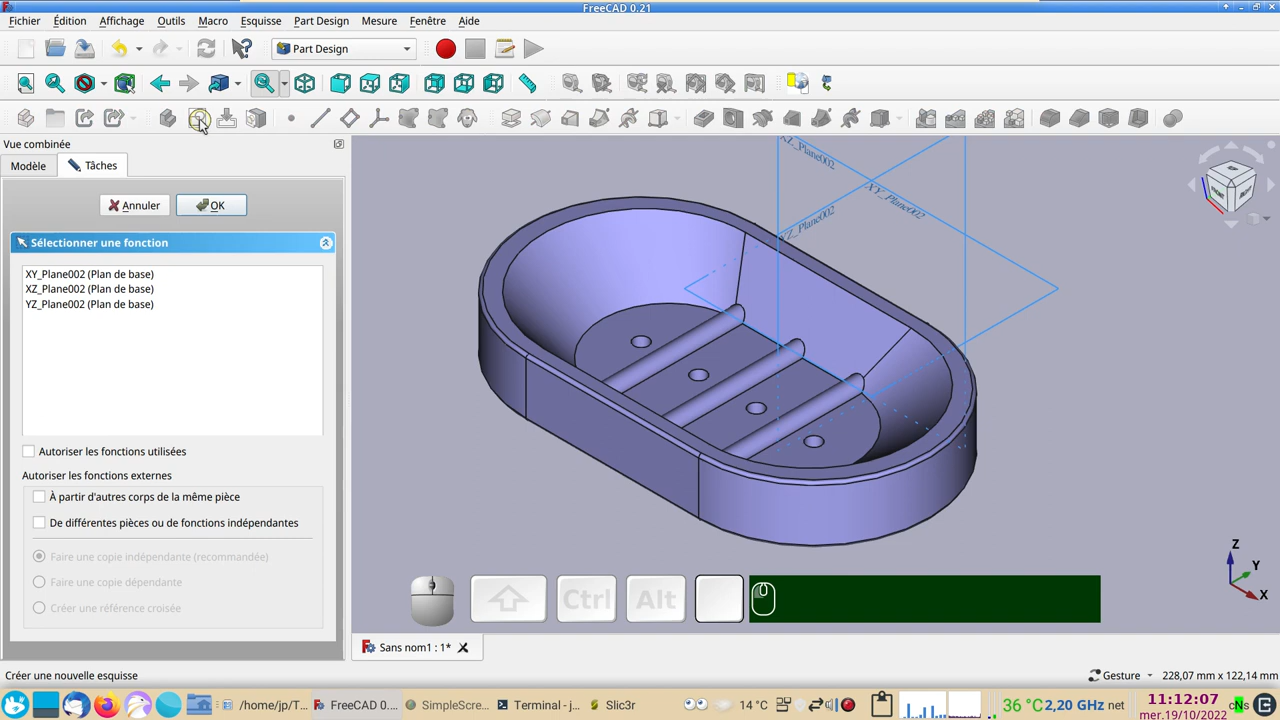 FreeCAD 0.21
Fichier Édition Affichage Outils Macro Esquisse Part Design Mesure Fenêtre Aide
Part Design
Vue combinée
Modèle Tâches
Annuler OK
Sélectionner une fonction
XY_Plane002 (Plan de base)
XZ_Plane002 (Plan de base)
YZ_Plane002 (Plan de base)
Autoriser les fonctions utilisées
Autoriser les fonctions externes
À partir d'autres corps de la même pièce
De différentes pièces ou de fonctions indépendantes
Faire une copie indépendante (recommandée)
Faire une copie dépendante
Créer une référence croisée
XZ_Plane002
XY_Plane002
YZ_Plane002
Z
Y
X
Ctrl Alt
Sans nom1 : 1*
Créer une nouvelle esquisse
Gesture 228,07 mm x 122,14 mm
/home/jp/T... FreeCAD 0... SimpleScre... Terminal - j... Slic3r
14 °C
36 °C 2,20 GHz net
11:12:07
mer.19/10/2022